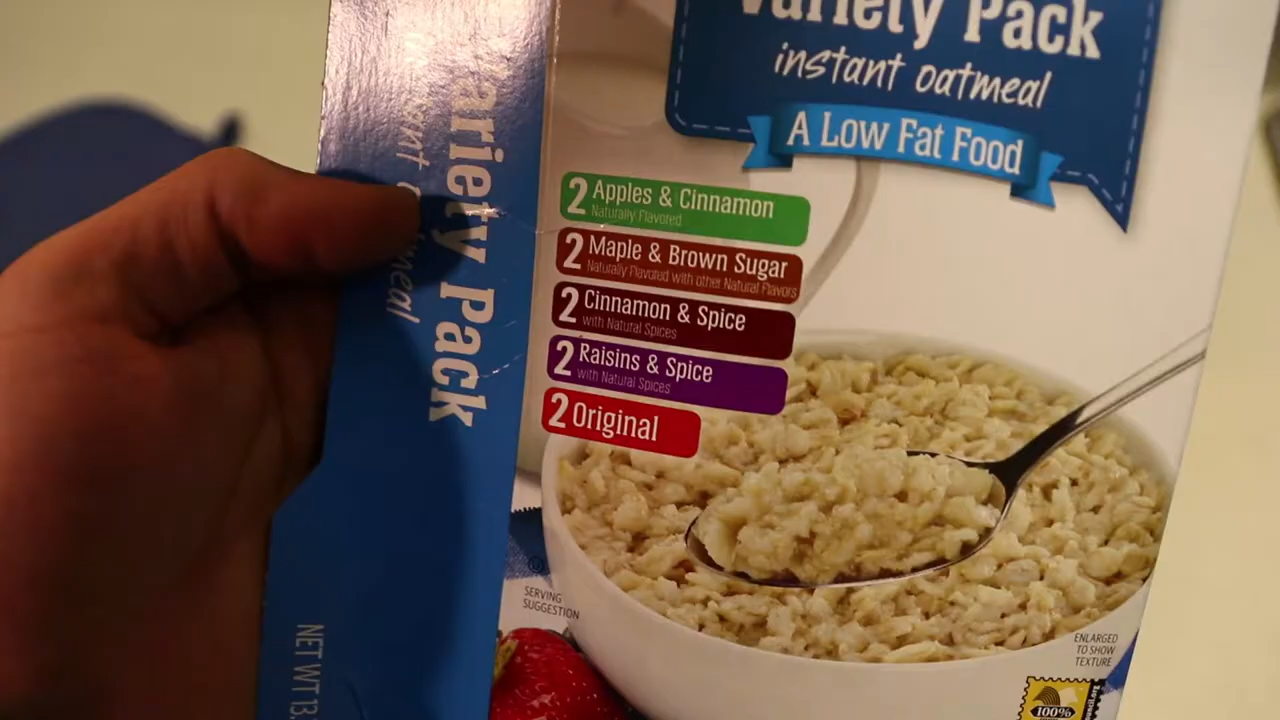 Variety Pack
instant oatmeal
A Low Fat Food
2 Apples & Cinnamon
Naturally Flavored
2 Maple & Brown Sugar
Naturally Flavored with other Natural Flavors
2 Cinnamon & Spice
with Natural Spices
2 Raisins & Spice
with Natural Spices
2 Original
SERVING
SUGGESTION
ENLARGED
TO SHOW
TEXTURE
100%
ariety Pack
NET WT 13